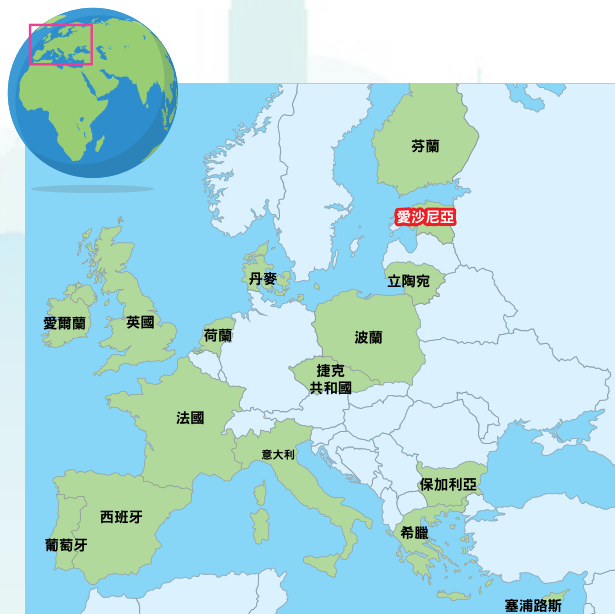 芬蘭
愛沙尼亞
丹麥
立陶宛
愛爾蘭
英國
荷蘭
波蘭
捷克
共和國
法國
意大利
保加利亞
西班牙
希臘
葡萄牙
塞浦路斯